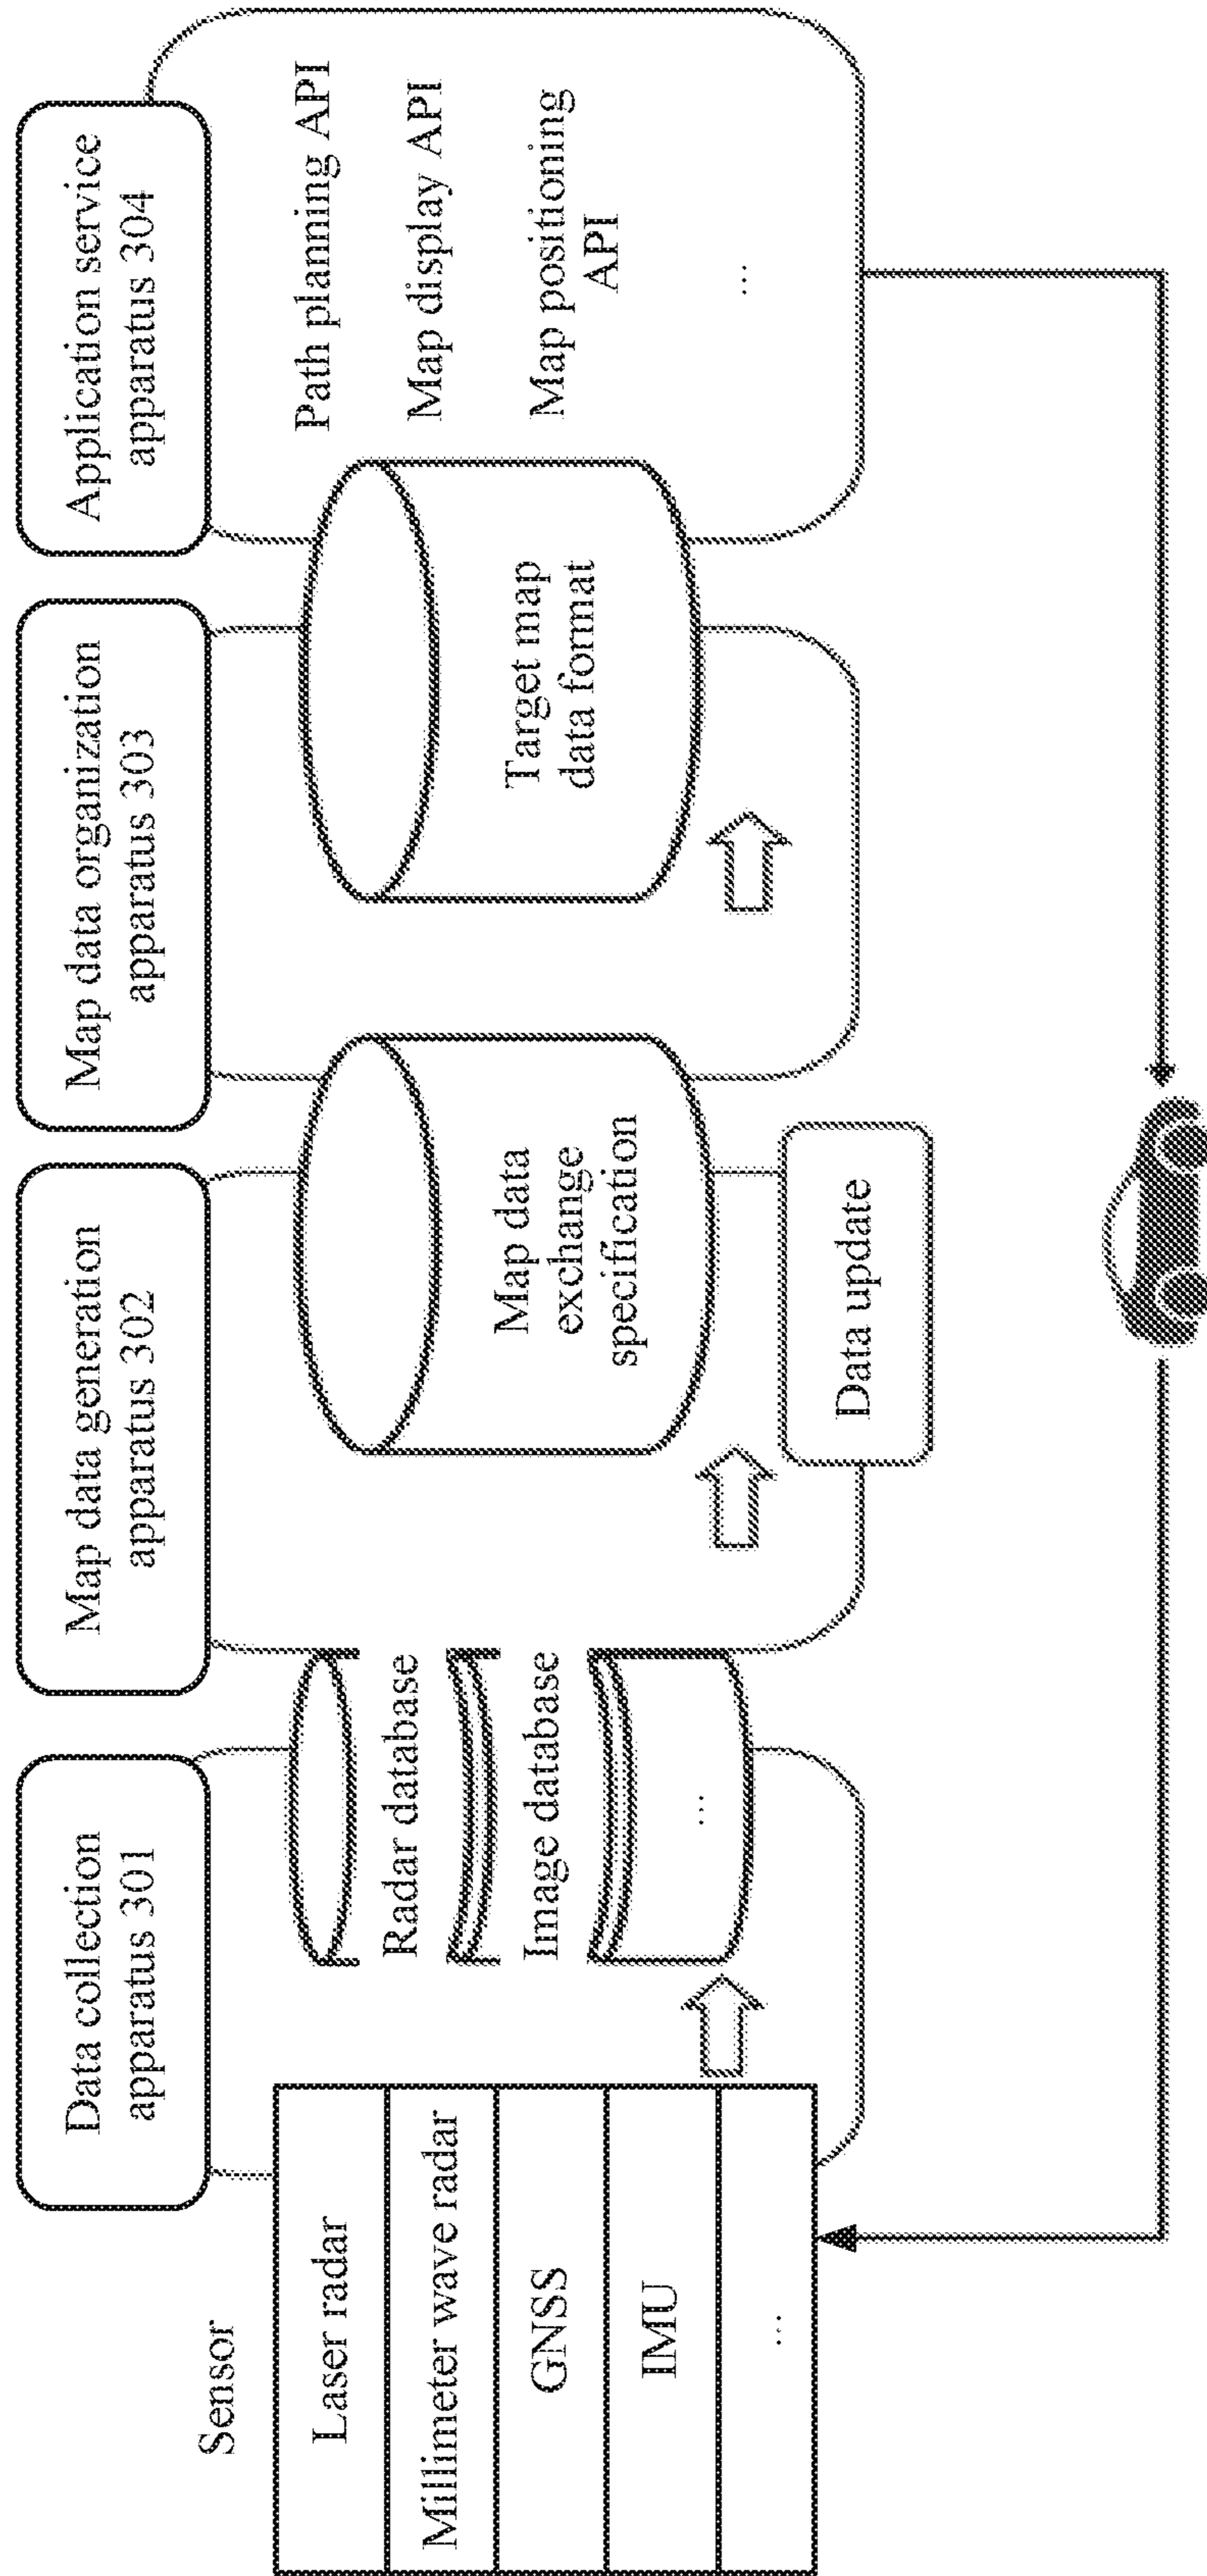 Data collection
apparatus 301
Map data generation
apparatus 302
Map data organization
apparatus 303
Application service
apparatus 304
Sensor
Laser radar
Millimeter wave radar
GNSS
IMU
...
Radar database
Image database
...
Map data
exchange
specification
Data update
Target map
data format
Path planning API
Map display API
Map positioning
API
...